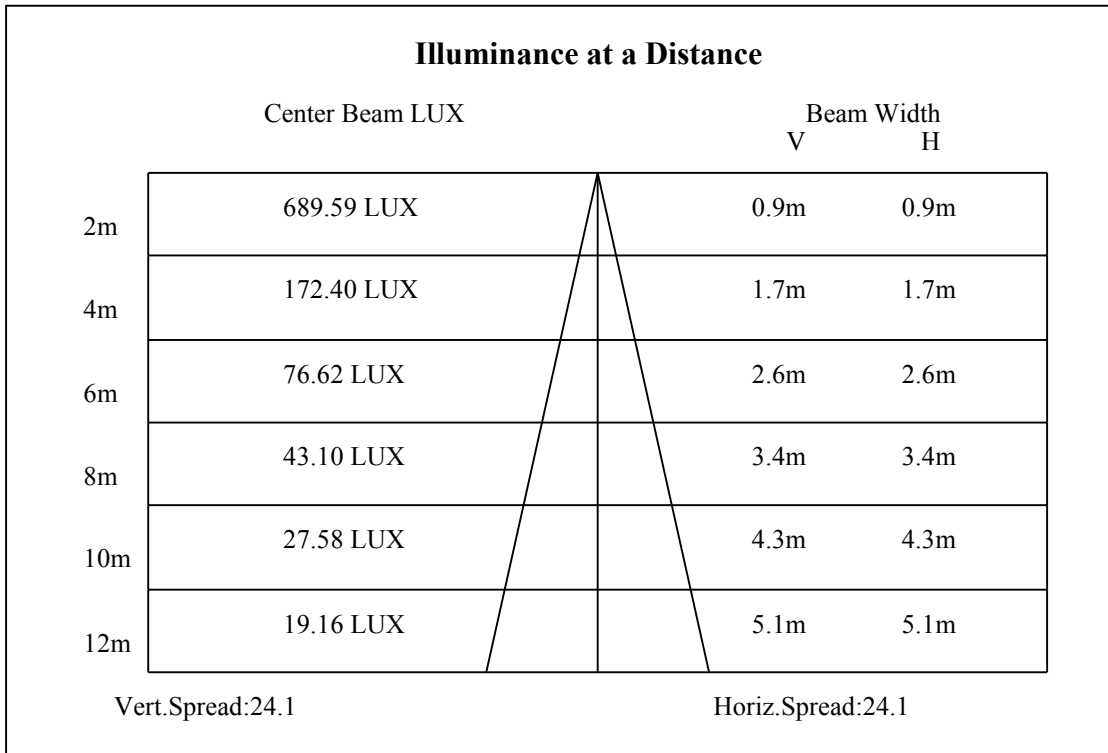 Illuminance at a Distance
Center Beam LUX Beam Width
V H
2m 689.59 LUX 0.9m 0.9m
4m 172.40 LUX 1.7m 1.7m
6m 76.62 LUX 2.6m 2.6m
8m 43.10 LUX 3.4m 3.4m
10m 27.58 LUX 4.3m 4.3m
12m 19.16 LUX 5.1m 5.1m
Vert.Spread:24.1 Horiz.Spread:24.1